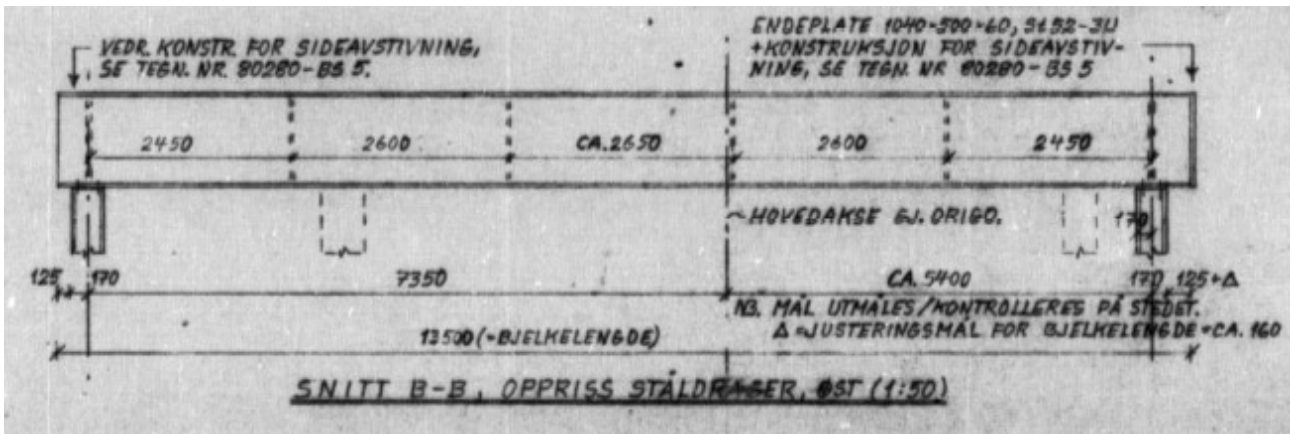 VEDR. KONSTR. FOR SIDEAVSTIVNING,
SE TEGN. NR 80280-BS 5.
ENDEPLATE 1040×500×60, St 52-3U
+KONSTRUKSJON FOR SIDEAVSTIV-
NING, SE TEGN. NR 80280-BS 5
2450 2600 CA. 2650 2600 2450
HOVEDAKSE GJ. ORIGO.
170
125 170 7350 CA. 5400 170 125+Δ
NB. MÅL UTMÅLES/KONTROLLERES PÅ STEDET.
Δ=JUSTERINGSMÅL FOR BJELKELENGDE=CA. 160
13500 (=BJELKELENGDE)
SNITT B-B, OPPRISS STÅLDRAGER, ØST (1:50)